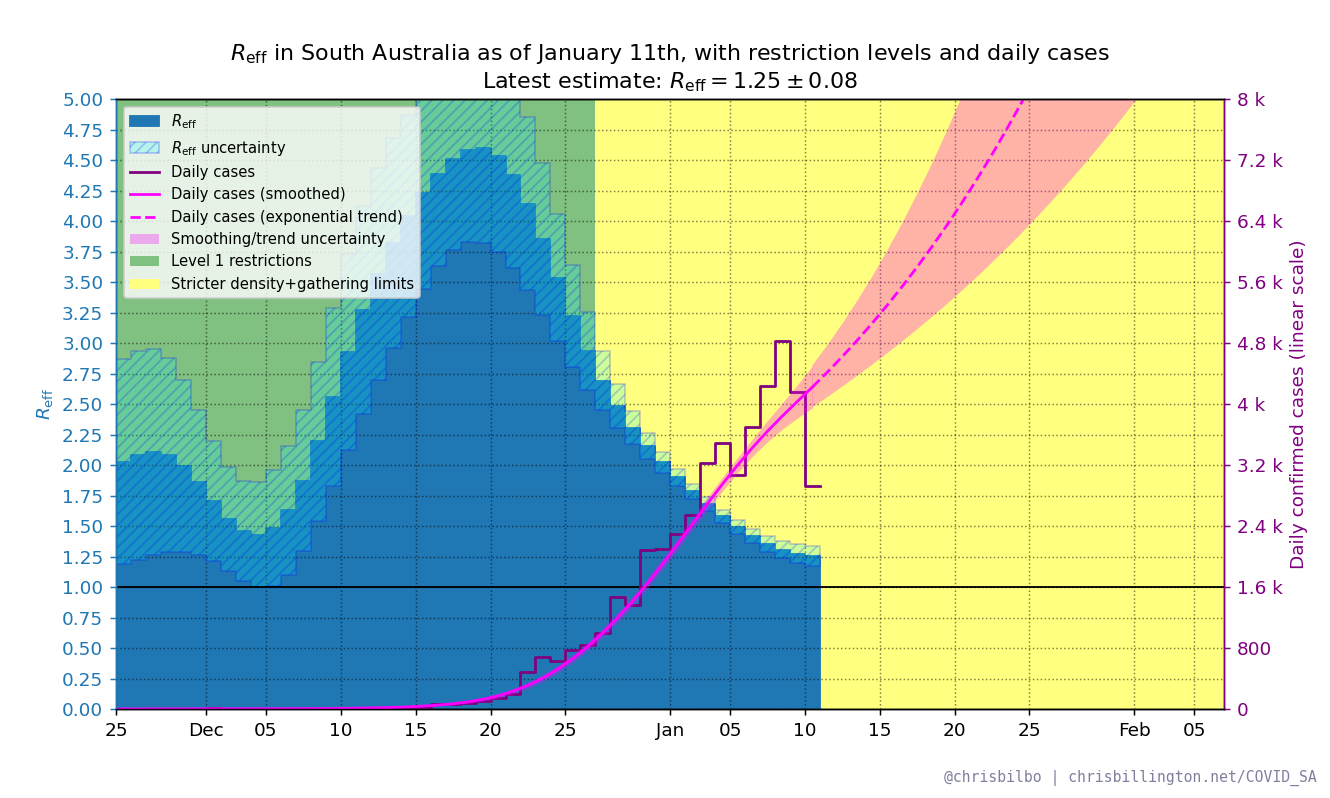 R_eff in South Australia as of January 11th, with restriction levels and daily cases
Latest estimate: R_eff = 1.25 ± 0.08
R_eff
R_eff uncertainty
Daily cases
Daily cases (smoothed)
Daily cases (exponential trend)
Smoothing/trend uncertainty
Level 1 restrictions
Stricter density+gathering limits
R_eff
5.00
4.75
4.50
4.25
4.00
3.75
3.50
3.25
3.00
2.75
2.50
2.25
2.00
1.75
1.50
1.25
1.00
0.75
0.50
0.25
0.00
8 k
7.2 k
6.4 k
5.6 k
4.8 k
4 k
3.2 k
2.4 k
1.6 k
800
0
Daily confirmed cases (linear scale)
25 Dec 05 10 15 20 25 Jan 05 10 15 20 25 Feb 05
@chrisbilbo | chrisbillington.net/COVID_SA